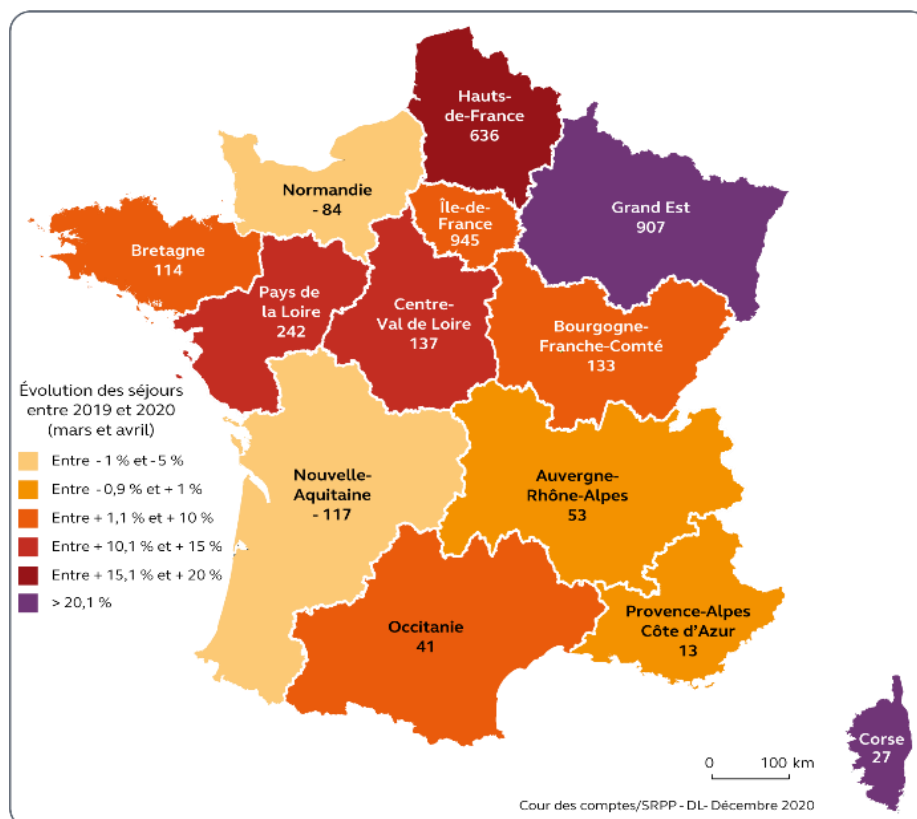 Hauts-
de-France
636
Normandie
- 84
Île-de-
France
945
Grand Est
907
Bretagne
114
Pays de
la Loire
242
Centre-
Val de Loire
137
Bourgogne-
Franche-Comté
133
Évolution des séjours
entre 2019 et 2020
(mars et avril)
Entre - 1 % et - 5 %
Entre - 0,9 % et + 1 %
Entre + 1,1 % et + 10 %
Entre + 10,1 % et + 15 %
Entre + 15,1 % et + 20 %
> 20,1 %
Nouvelle-
Aquitaine
- 117
Auvergne-
Rhône-Alpes
53
Occitanie
41
Provence-Alpes
Côte d'Azur
13
Corse
27
0 100 km
Cour des comptes/SRPP - DL- Décembre 2020